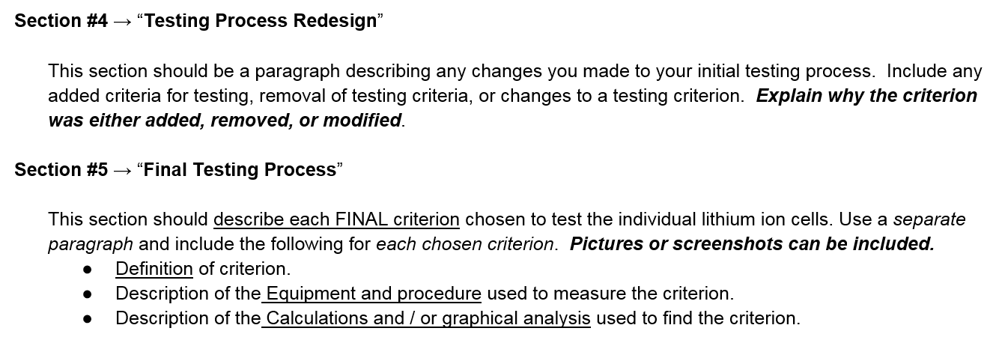 Section #4 → “Testing Process Redesign”
This section should be a paragraph describing any changes you made to your initial testing process.  Include any
added criteria for testing, removal of testing criteria, or changes to a testing criterion.  Explain why the criterion
was either added, removed, or modified.
Section #5 → “Final Testing Process”
This section should describe each FINAL criterion chosen to test the individual lithium ion cells. Use a separate
paragraph and include the following for each chosen criterion.  Pictures or screenshots can be included.
● Definition of criterion.
● Description of the Equipment and procedure used to measure the criterion.
● Description of the Calculations and / or graphical analysis used to find the criterion.